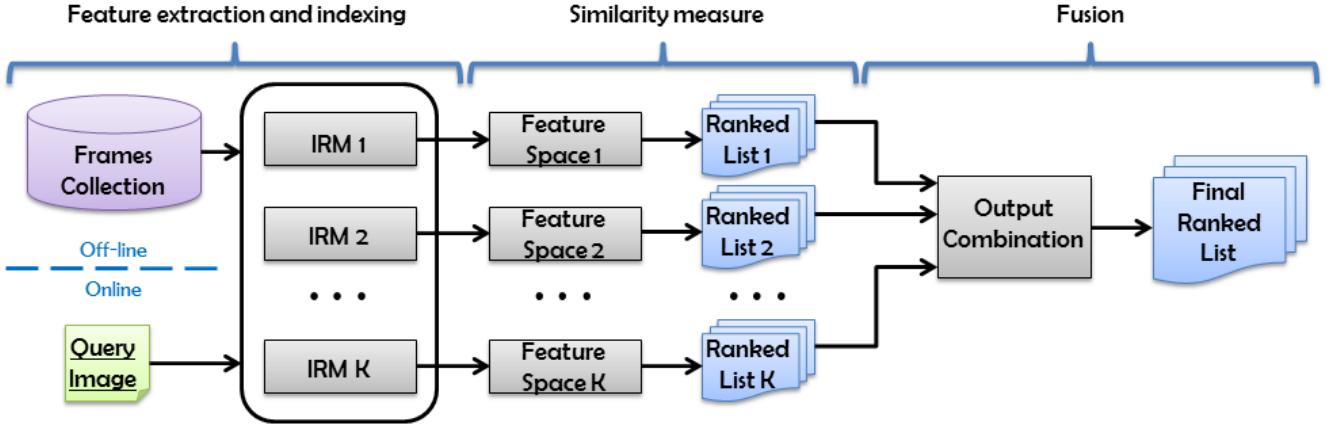 Feature extraction and indexing
Similarity measure
Fusion
Frames
Collection
IRM 1
Feature
Space 1
Ranked
List 1
IRM 2
Feature
Space 2
Ranked
List 2
Output
Combination
Final
Ranked
List
Off-line
Online
• • •
• • •
• • •
Query
Image
IRM K
Feature
Space K
Ranked
List K